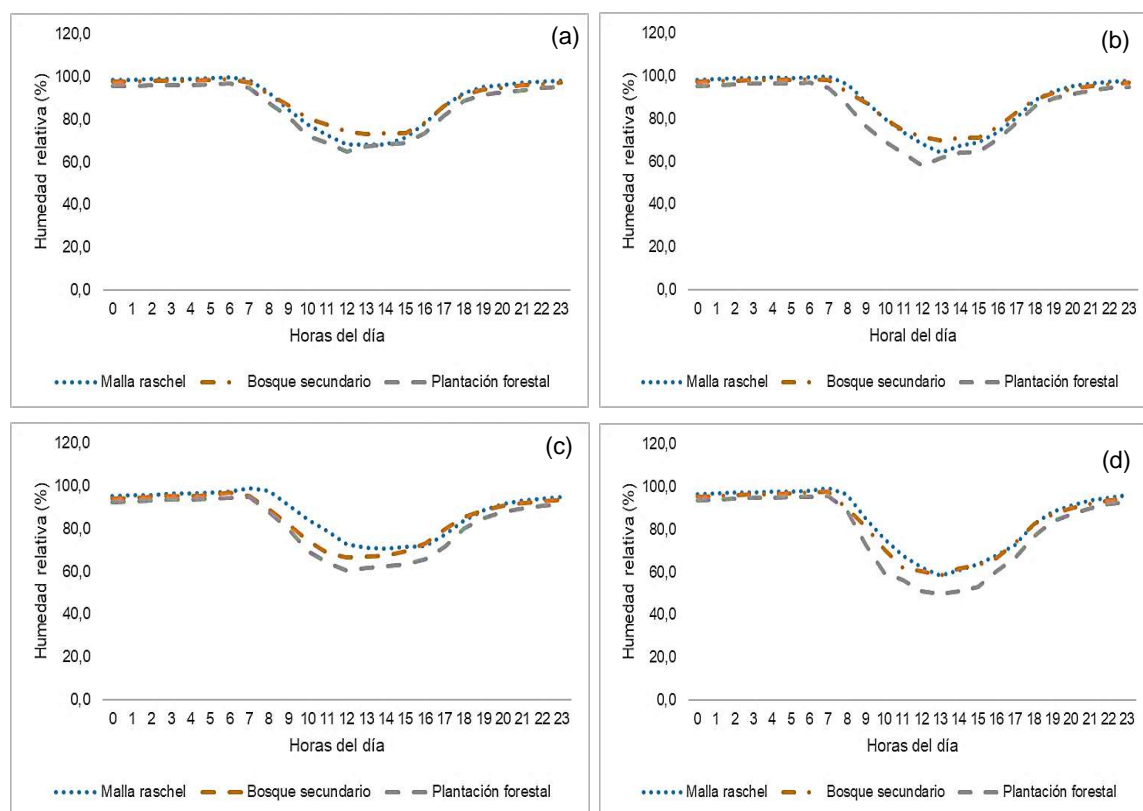 (a)
120,0
100,0
80,0
60,0
40,0
20,0
0,0
Humedad relativa (%)
0 1 2 3 4 5 6 7 8 9 10 11 12 13 14 15 16 17 18 19 20 21 22 23
Horas del día
Malla raschel Bosque secundario Plantación forestal
(b)
120,0
100,0
80,0
60,0
40,0
20,0
0,0
Humedad relativa (%)
0 1 2 3 4 5 6 7 8 9 10 11 12 13 14 15 16 17 18 19 20 21 22 23
Horal del día
Malla raschel Bosque secundario Plantación forestal
(c)
120,0
100,0
80,0
60,0
40,0
20,0
0,0
Humedad relativa (%)
0 1 2 3 4 5 6 7 8 9 10 11 12 13 14 15 16 17 18 19 20 21 22 23
Horas del día
Malla raschel Bosque secundario Plantación forestal
(d)
120,0
100,0
80,0
60,0
40,0
20,0
0,0
Humedad relativa (%)
0 1 2 3 4 5 6 7 8 9 10 11 12 13 14 15 16 17 18 19 20 21 22 23
Horas del día
Malla raschel Bosque secundario Plantación forestal